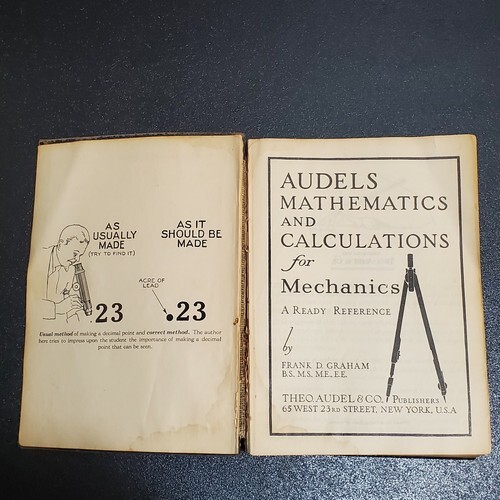 AS
USUALLY
MADE
(TRY TO FIND IT)
.23
AS IT
SHOULD BE
MADE
ACRE OF
LEAD
.23
Usual method of making a decimal point and correct method. The author
here tries to impress upon the student the importance of making a decimal
point that can be seen.
AUDELS
MATHEMATICS
AND
CALCULATIONS
for
Mechanics
A READY REFERENCE
by
FRANK D. GRAHAM
B.S., M.S., M.E., E.E.
THEO. AUDEL & CO. PUBLISHERS
65 WEST 23RD STREET, NEW YORK, U.S.A